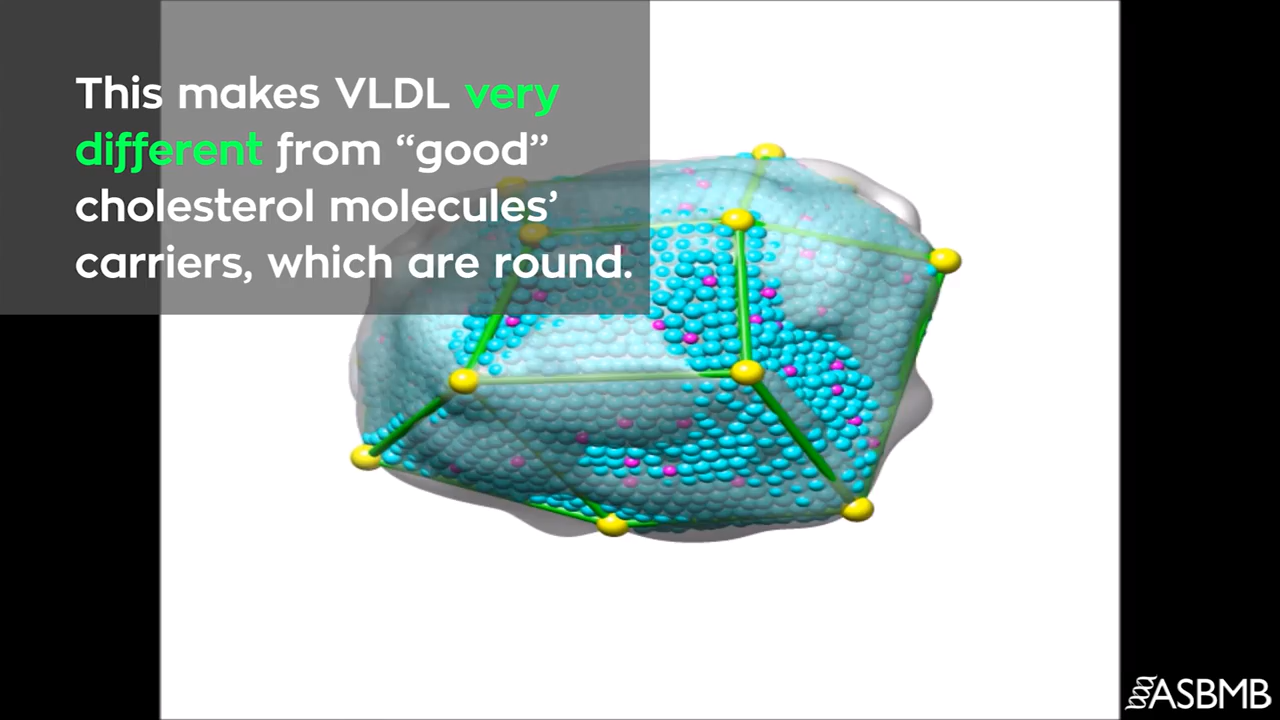 This makes VLDL very
different from “good”
cholesterol molecules’
carriers, which are round.
ASBMB